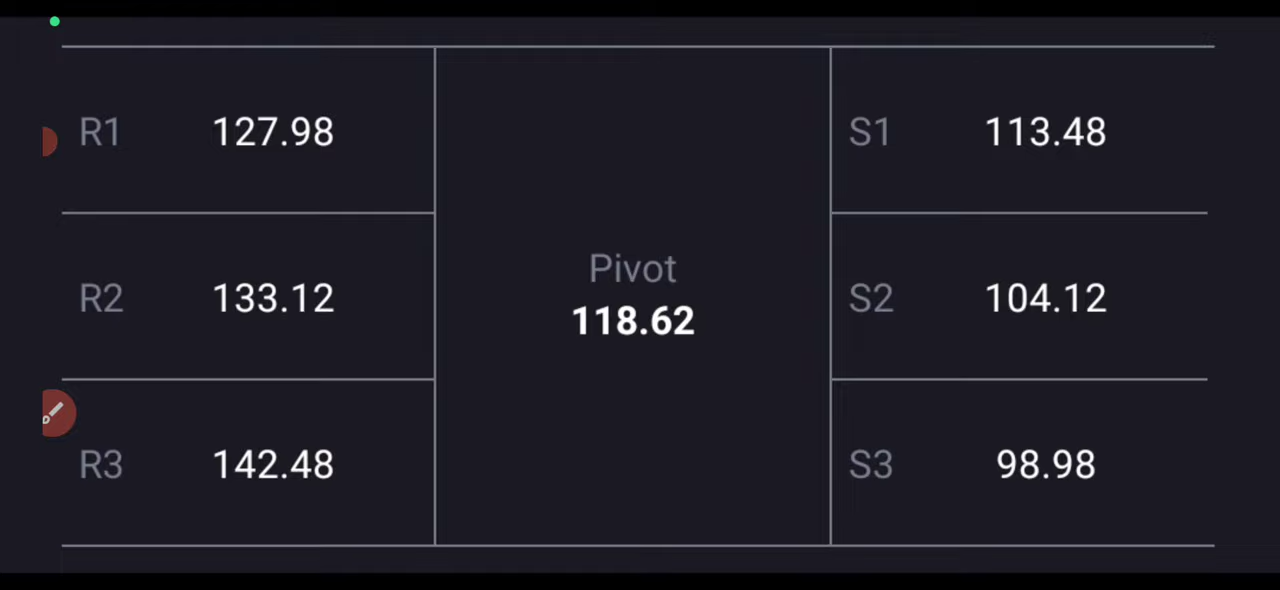 R1 127.98
R2 133.12
R3 142.48
Pivot
118.62
S1 113.48
S2 104.12
S3 98.98